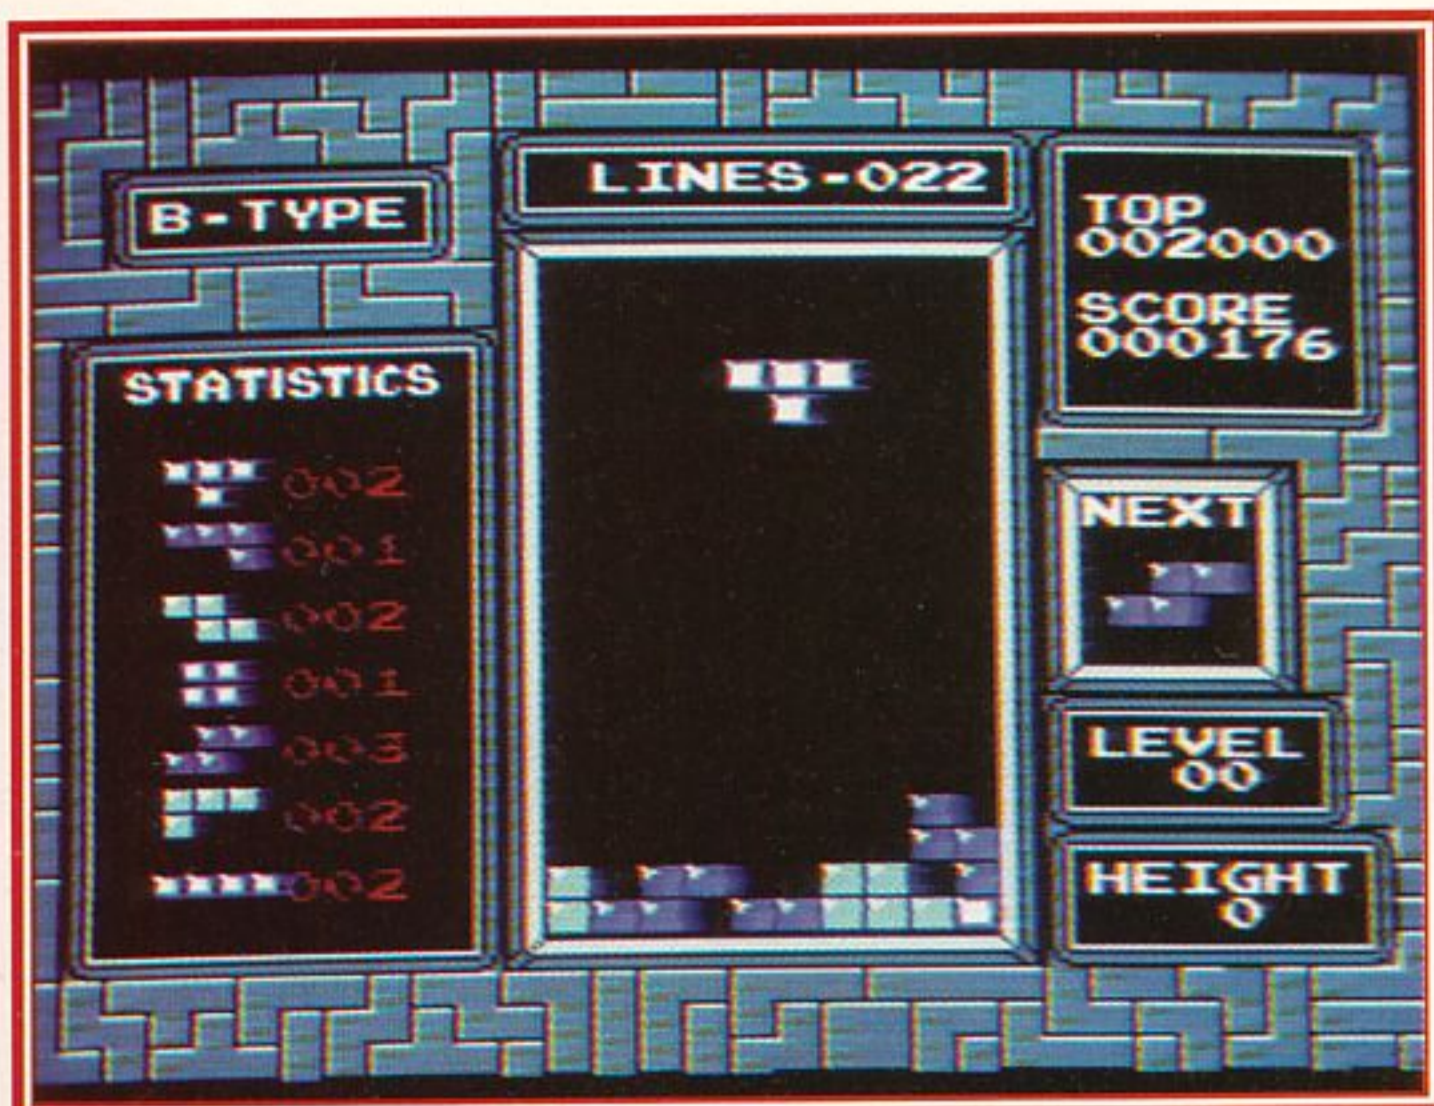 B-TYPE
LINES-022
TOP
002000
SCORE
000176
STATISTICS
002
001
002
001
003
002
002
NEXT
LEVEL
00
HEIGHT
0